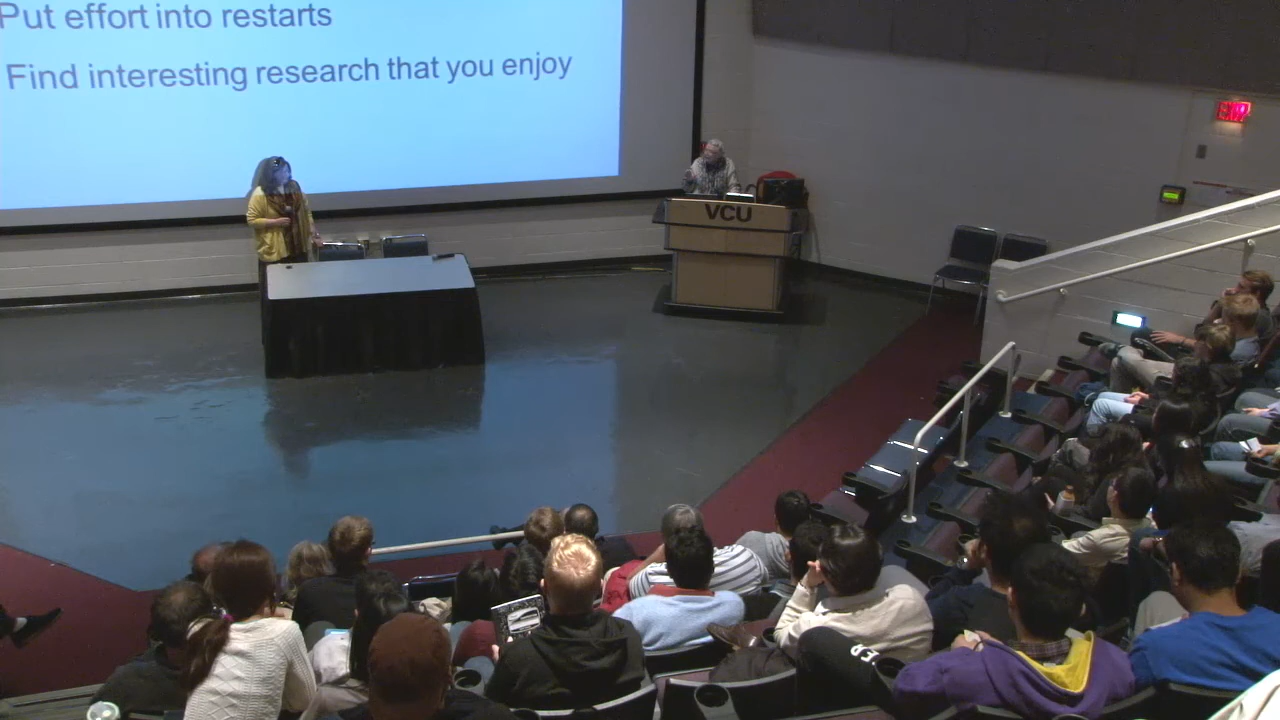 Put effort into restarts
Find interesting research that you enjoy
VCU
EXIT